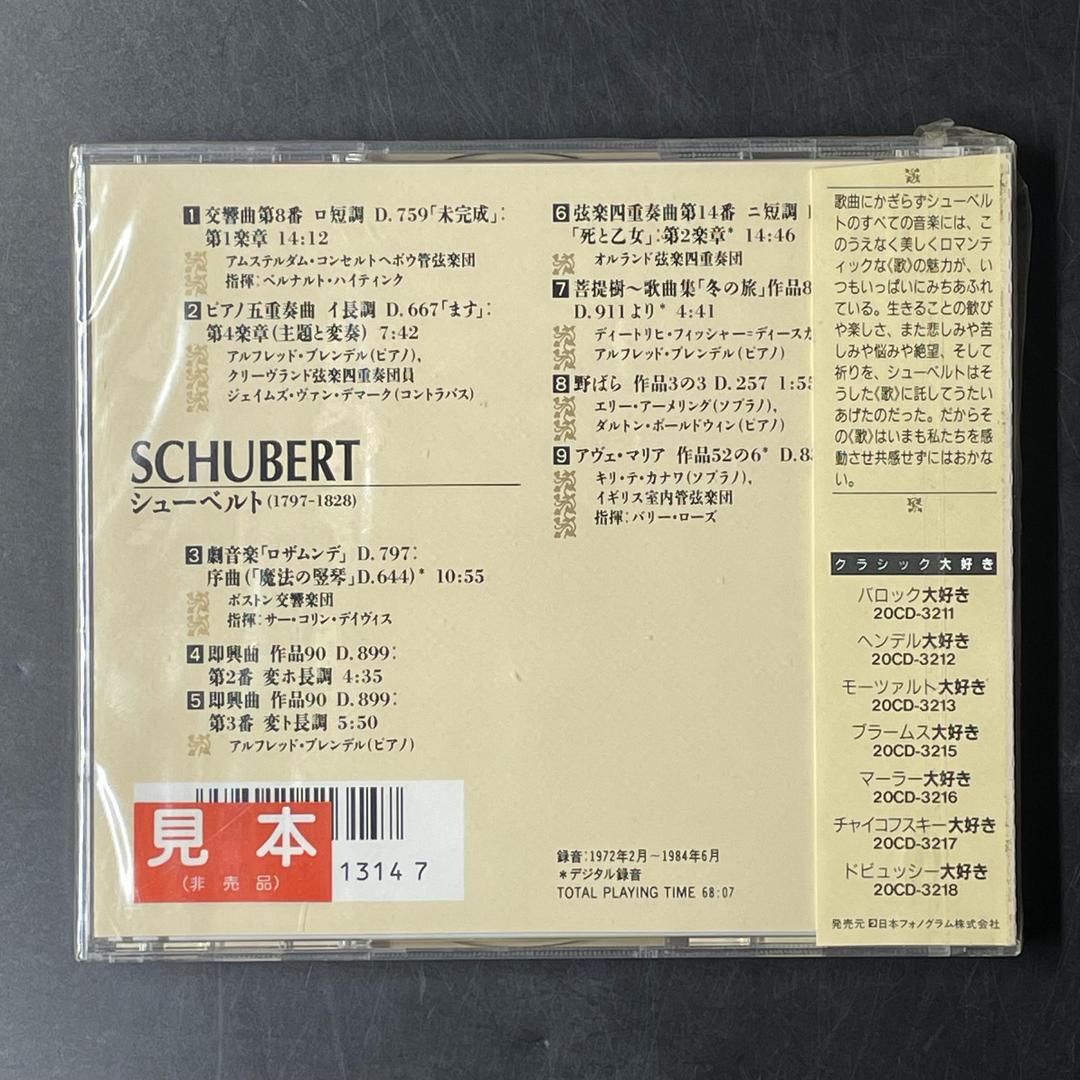 1 交響曲第8番 ロ短調 D.759「未完成」:
第1楽章 14:12
アムステルダム・コンセルトヘボウ管弦楽団
指揮:ベルナルト・ハイティンク
2 ピアノ五重奏曲 イ長調 D.667「ます」:
第4楽章(主題と変奏) 7:42
アルフレッド・ブレンデル(ピアノ),
クリーヴランド弦楽四重奏団員
ジェイムズ・ヴァン・デマーク(コントラバス)
SCHUBERT
シューベルト(1797-1828)
3 劇音楽「ロザムンデ」 D.797:
序曲(「魔法の竪琴」D.644)* 10:55
ボストン交響楽団
指揮:サー・コリン・デイヴィス
4 即興曲 作品90 D.899:
第2番 変ホ長調 4:35
5 即興曲 作品90 D.899:
第3番 変ト長調 5:50
アルフレッド・ブレンデル(ピアノ)
見本
(非売品)
13147
6 弦楽四重奏曲第14番 ニ短調
「死と乙女」:第2楽章* 14:46
オルランド弦楽四重奏団
7 菩提樹〜歌曲集「冬の旅」作品8
D.911より* 4:41
ディートリヒ・フィッシャー=ディースカ
アルフレッド・ブレンデル(ピアノ)
8 野ばら 作品3の3 D.257 1:55
エリー・アーメリング(ソプラノ),
ダルトン・ボールドウィン(ピアノ)
9 アヴェ・マリア 作品52の6* D.8
キリ・テ・カナワ(ソプラノ),
イギリス室内管弦楽団
指揮:バリー・ローズ
録音:1972年2月〜1984年6月
*デジタル録音
TOTAL PLAYING TIME 68:07
歌曲にかぎらずシューベル
トのすべての音楽には、こ
のうえなく美しくロマンテ
ィックな《歌》の魅力が、い
つもいっぱいにみちあふれ
ている。生きることの歓び
や楽しさ、また悲しみや苦
しみや悩みや絶望、そして
祈りを、シューベルトはそ
うした《歌》に託してうたい
あげたのだった。だからそ
の《歌》はいまも私たちを感
動させ共感せずにはおかな
い。
クラシック大好き
バロック大好き
20CD-3211
ヘンデル大好き
20CD-3212
モーツァルト大好き
20CD-3213
ブラームス大好き
20CD-3215
マーラー大好き
20CD-3216
チャイコフスキー大好き
20CD-3217
ドビュッシー大好き
20CD-3218
発売元 日本フォノグラム株式会社